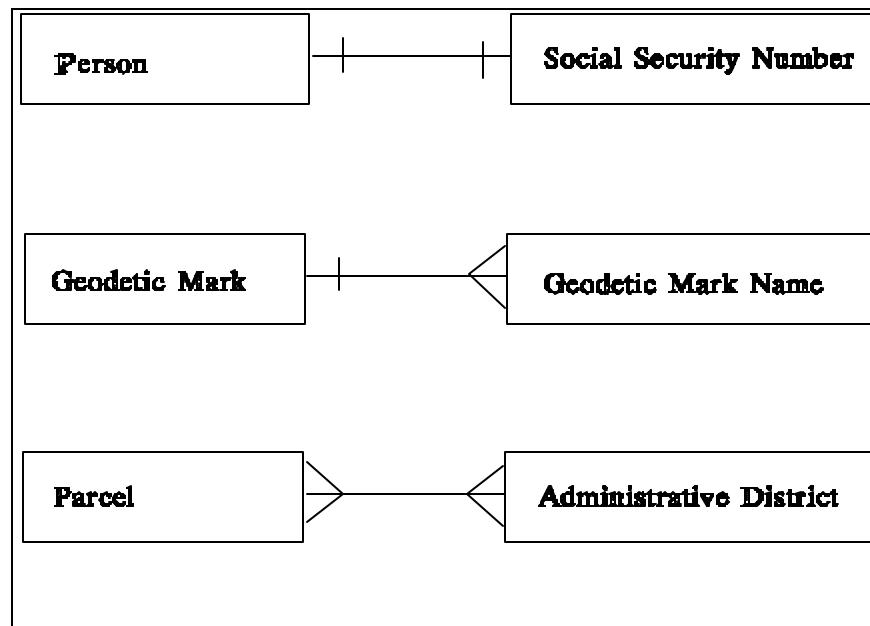 Person
Social Security Number
Geodetic Mark
Geodetic Mark Name
Parcel
Administrative District